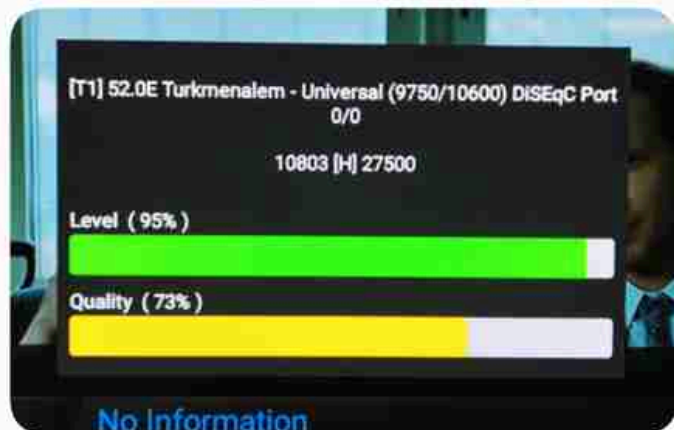 [T1] 52.0E Turkmenalem - Universal (9750/10600) DiSEqC Port
0/0
10803 [H] 27500
Level ( 95% )
Quality ( 73% )
No Information